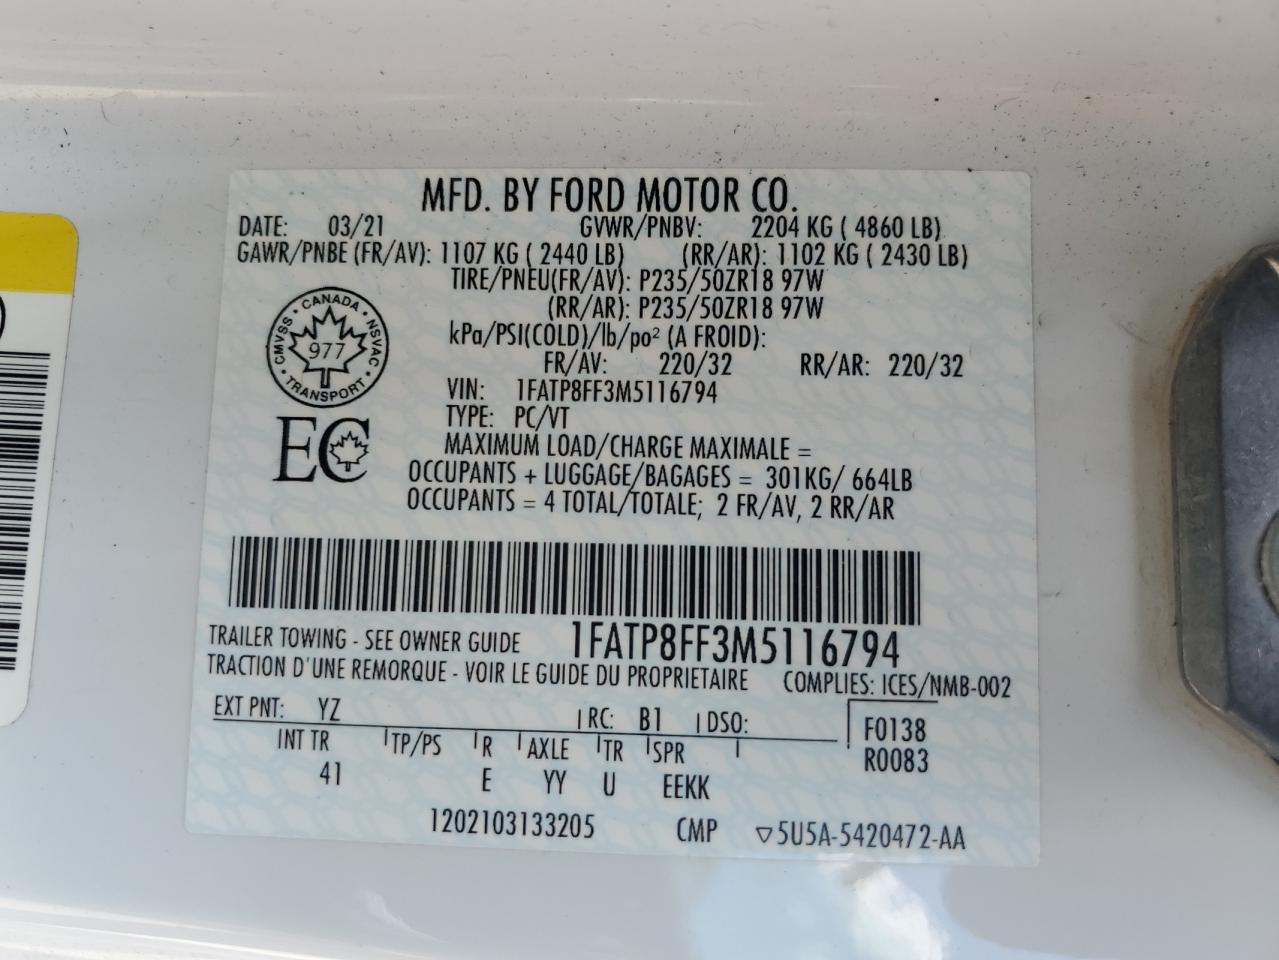 MFD. BY FORD MOTOR CO.
DATE: 03/21 GVWR/PNBV: 2204 KG ( 4860 LB)
GAWR/PNBE (FR/AV): 1107 KG ( 2440 LB) (RR/AR): 1102 KG ( 2430 LB)
TIRE/PNEU(FR/AV): P235/50ZR18 97W
(RR/AR): P235/50ZR18 97W
kPa/PSI(COLD)/lb/po² (A FROID):
FR/AV: 220/32 RR/AR: 220/32
CANADA
CMVSS • NSVAC
977
TRANSPORT
VIN: 1FATP8FF3M5116794
TYPE: PC/VT
EC
MAXIMUM LOAD/CHARGE MAXIMALE =
OCCUPANTS + LUGGAGE/BAGAGES = 301KG/ 664LB
OCCUPANTS = 4 TOTAL/TOTALE; 2 FR/AV, 2 RR/AR
TRAILER TOWING - SEE OWNER GUIDE 1FATP8FF3M5116794
TRACTION D'UNE REMORQUE - VOIR LE GUIDE DU PROPRIETAIRE COMPLIES: ICES/NMB-002
EXT PNT: YZ RC: B1 DSO: F0138
INT TR TP/PS R AXLE TR SPR R0083
41 E YY U EEKK
1202103133205 CMP ▽5U5A-5420472-AA